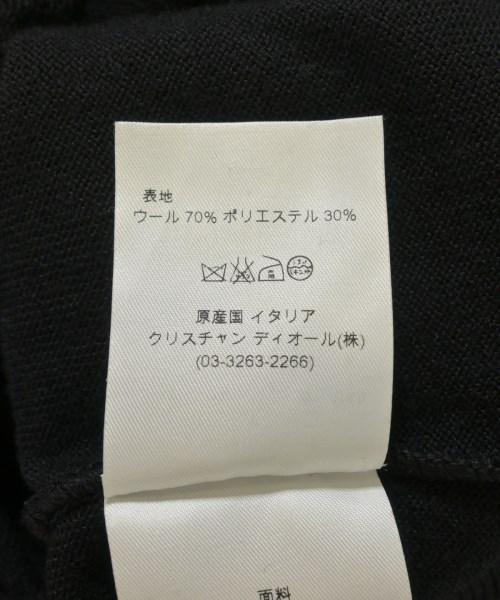 表地
ウール 70% ポリエステル 30%
原産国 イタリア
クリスチャン ディオール(株)
(03-3263-2266)
面料